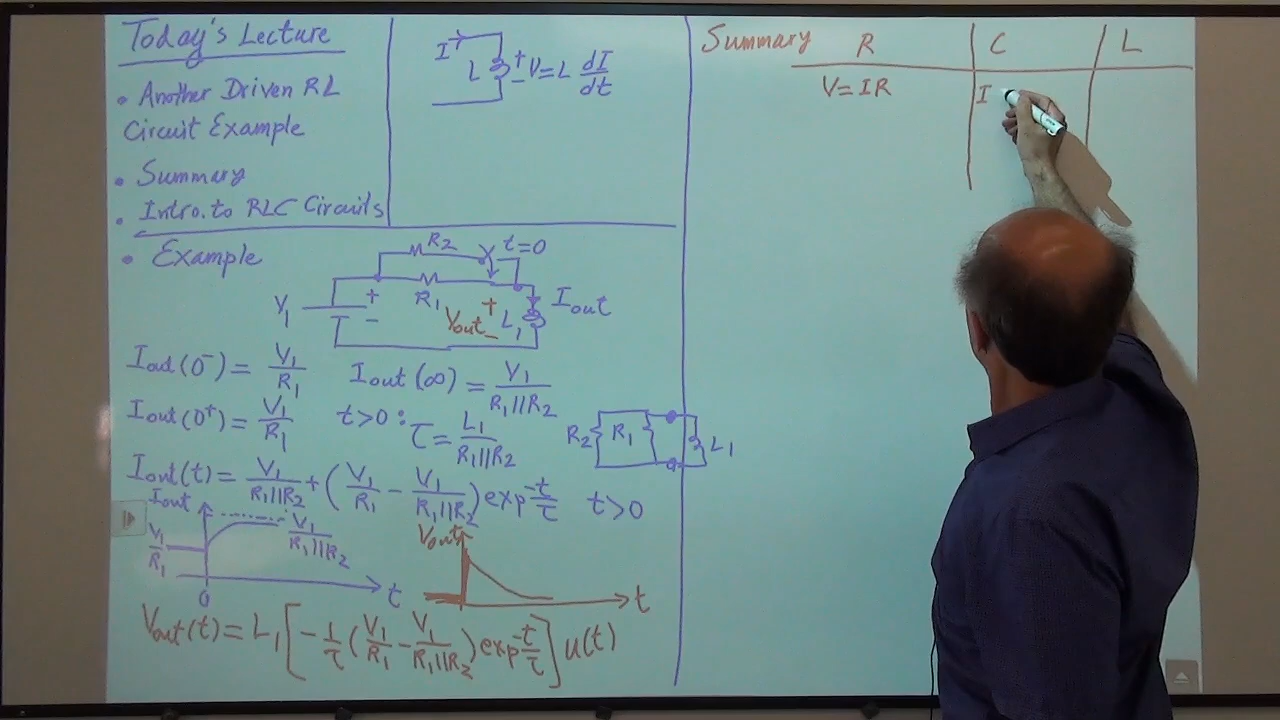 Today's Lecture
• Another Driven RL
Circuit Example
• Summary
• Intro. to RLC Circuits
I L + - V = L dI/dt
• Example
R2 t=0
R1
V1 + -
Vout + - L1 Iout
Iout(0⁻) = V1/R1 Iout(∞) = V1/(R1||R2)
Iout(0⁺) = V1/R1 t>0: τ = L1/(R1||R2)
R2 R1 L1
Iout(t) = V1/(R1||R2) + (V1/R1 - V1/(R1||R2)) exp -t/τ t>0
Iout V1/R1 V1/(R1||R2) 0 t
Vout t
Vout(t) = L1 [-1/τ (V1/R1 - V1/(R1||R2)) exp -t/τ] u(t)
Summary R C L
V=IR I